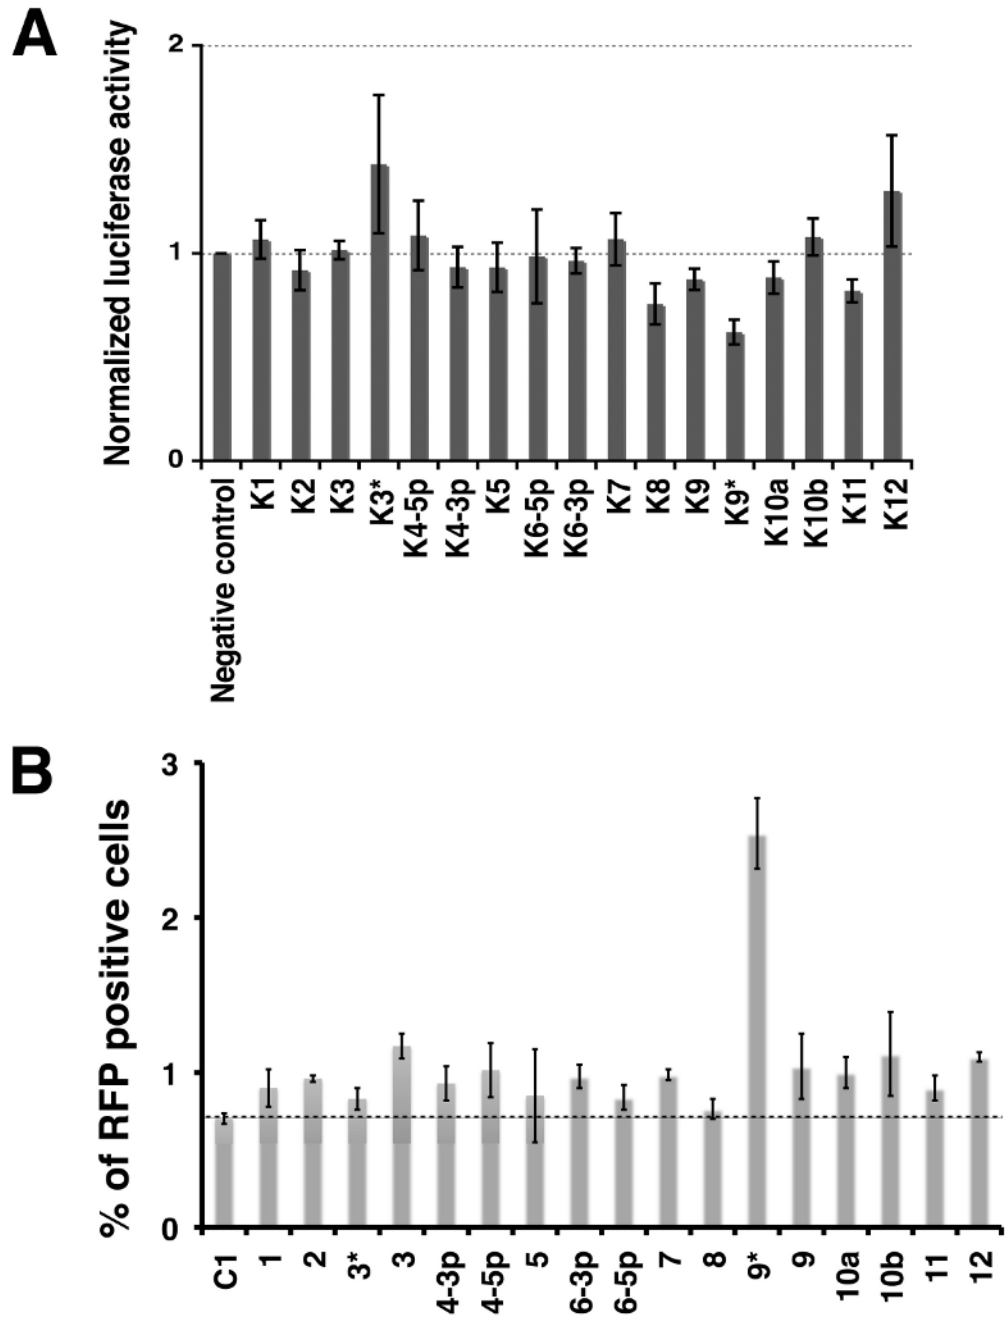 A
Normalized luciferase activity
2
1
0
Negative control
K1
K2
K3
K3*
K4-5p
K4-3p
K5
K6-5p
K6-3p
K7
K8
K9
K9*
K10a
K10b
K11
K12
B
% of RFP positive cells
3
2
1
0
C1
1
2
3*
3
4-3p
4-5p
5
6-3p
6-5p
7
8
9*
9
10a
10b
11
12